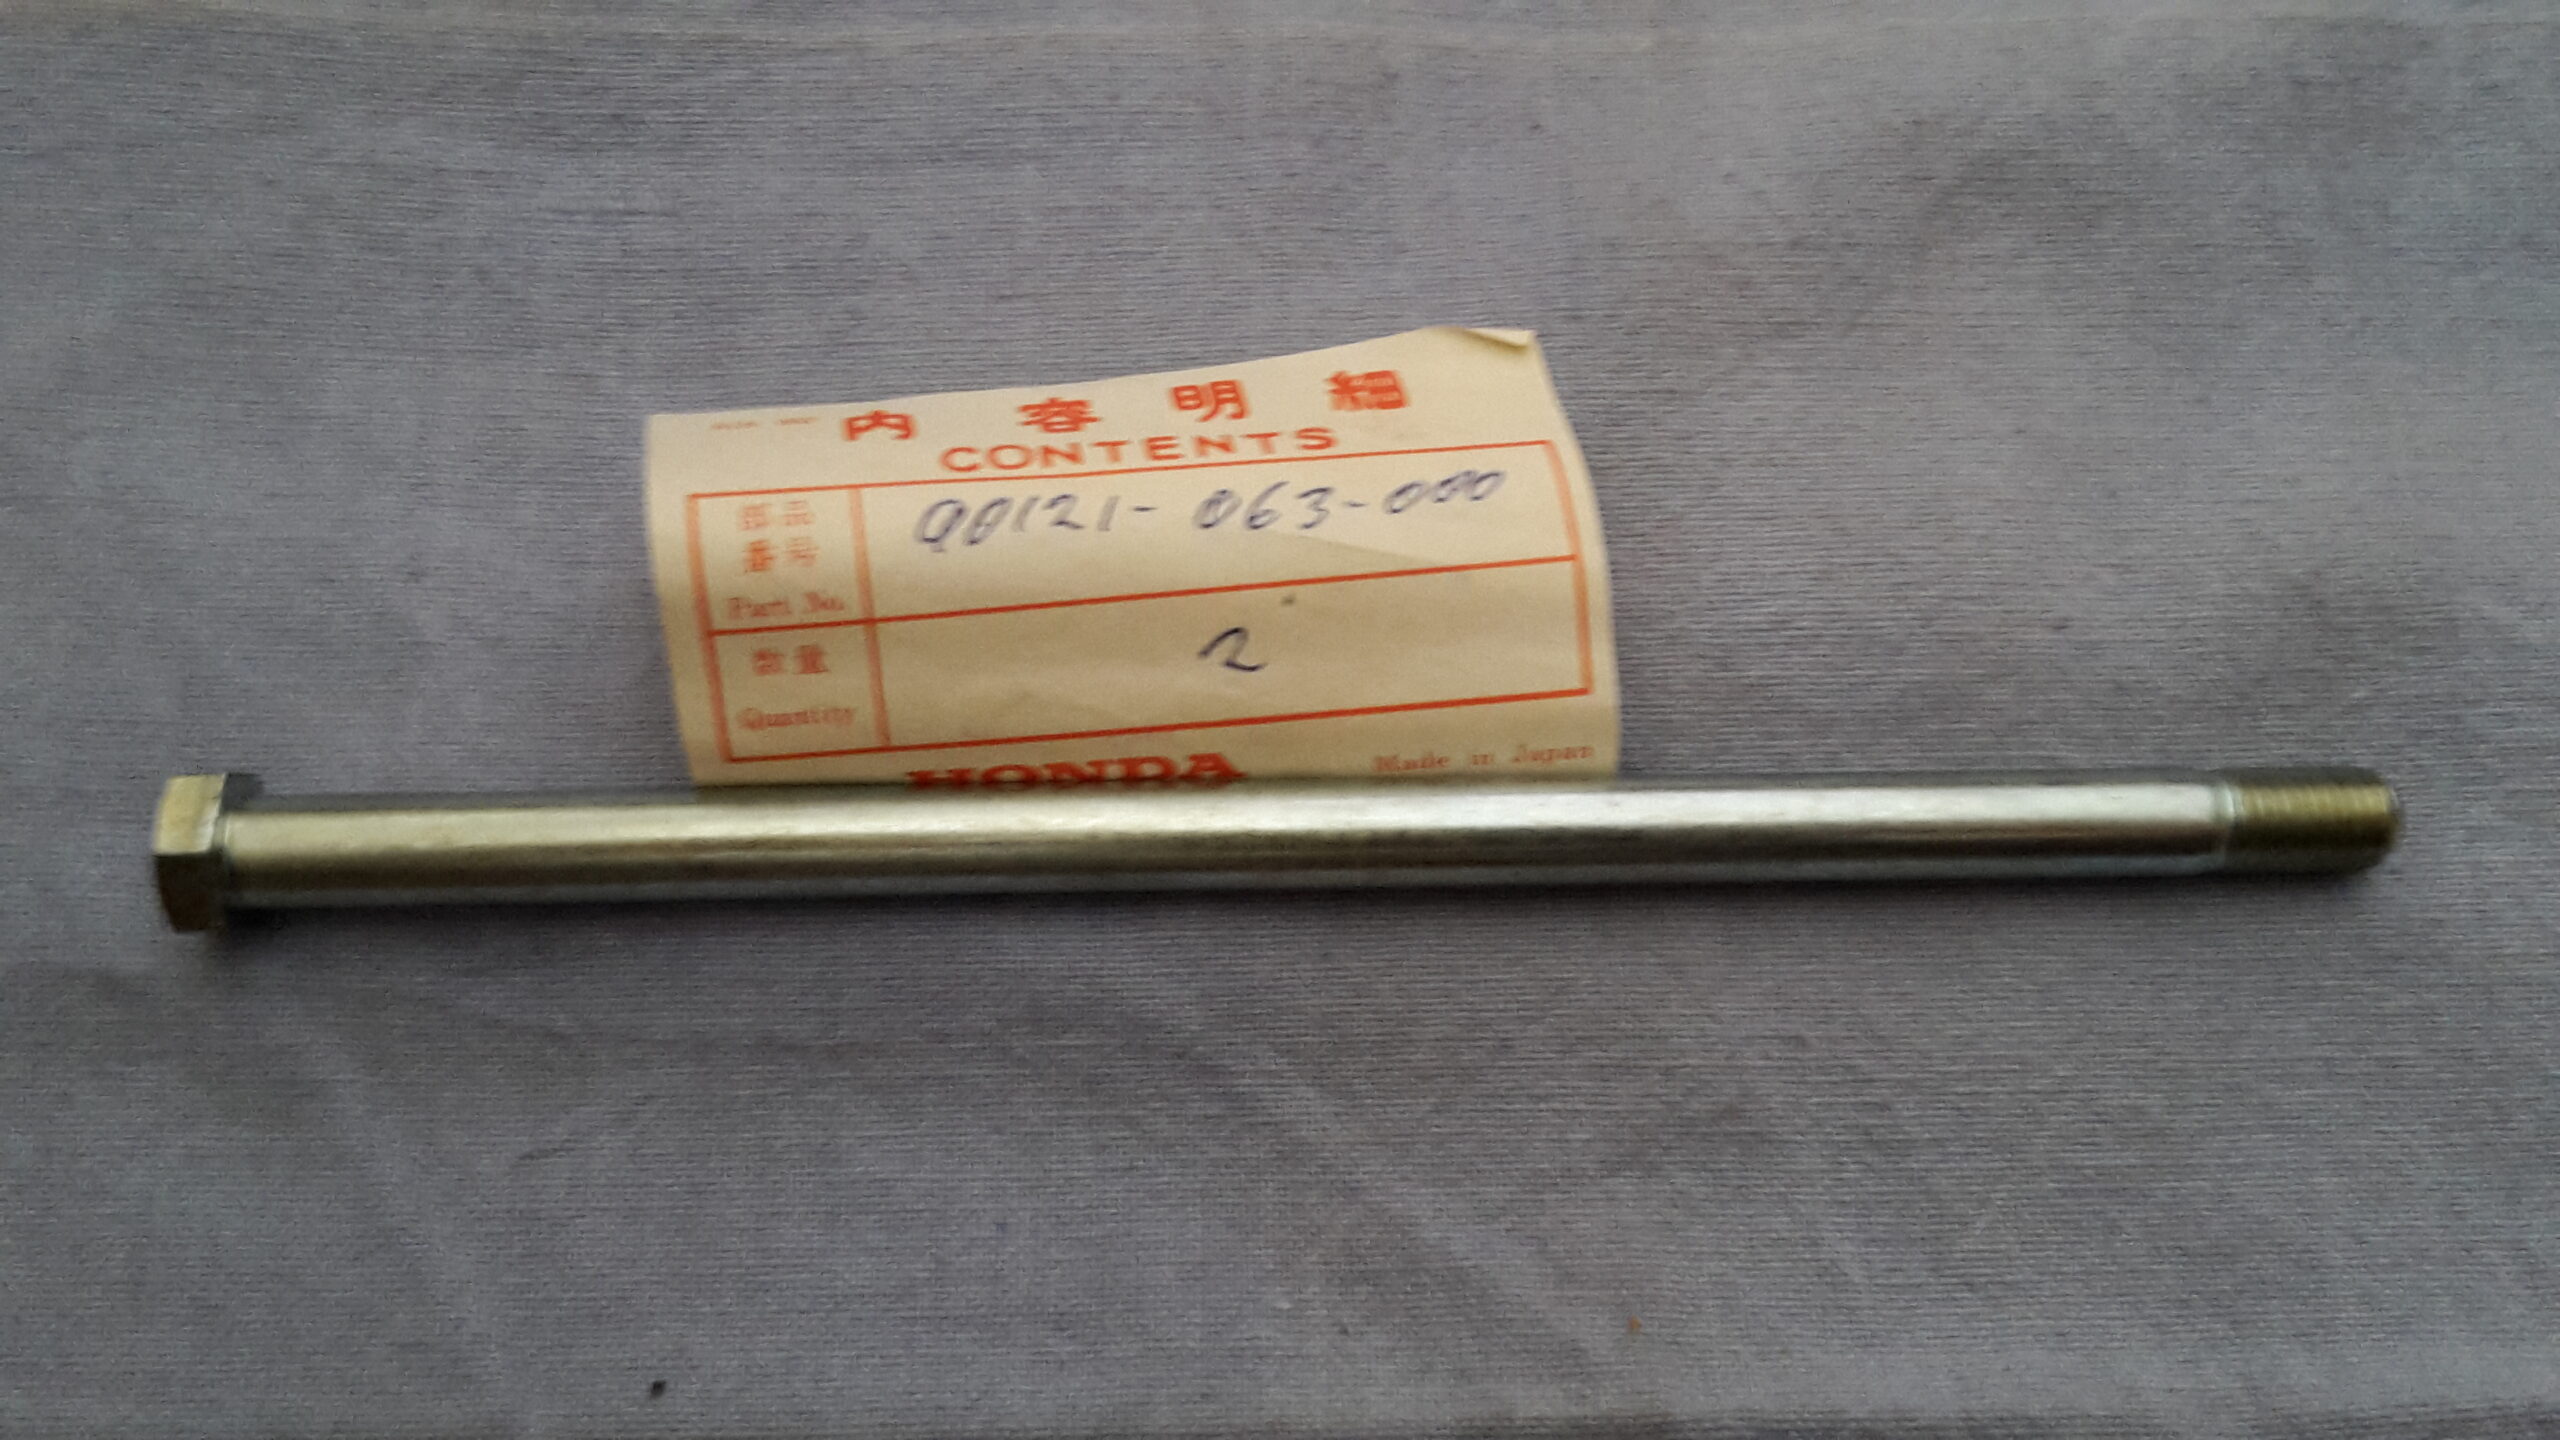 内容明細
CONTENTS
部品
番号
Part No.
90121-063-000
数量
Quantity
2
HONDA
Made in Japan